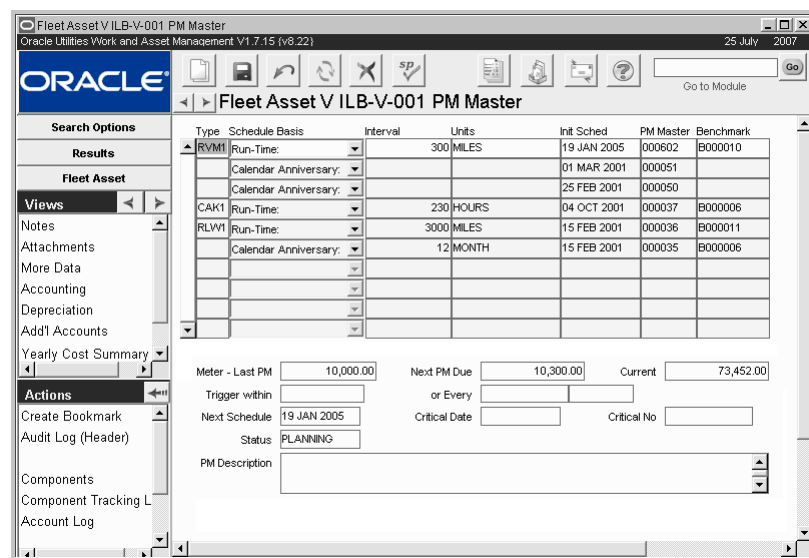 Fleet Asset V ILB-V-001 PM Master
Oracle Utilities Work and Asset Management V1.7.15 {v8.22} 25 July 2007
ORACLE
sp
Go
Go to Module
Fleet Asset V ILB-V-001 PM Master
Search Options
Results
Fleet Asset
Views
Notes
Attachments
More Data
Accounting
Depreciation
Add'l Accounts
Yearly Cost Summary
Actions
Create Bookmark
Audit Log (Header)
Components
Component Tracking L
Account Log
Type Schedule Basis Interval Units Init Sched PM Master Benchmark
RVM1 Run-Time: 300 MILES 19 JAN 2005 000602 B000010
Calendar Anniversary: 01 MAR 2001 000051
Calendar Anniversary: 25 FEB 2001 000050
CAK1 Run-Time: 230 HOURS 04 OCT 2001 000037 B000006
RLW1 Run-Time: 3000 MILES 15 FEB 2001 000036 B000011
Calendar Anniversary: 12 MONTH 15 FEB 2001 000035 B000006
Meter - Last PM 10,000.00 Next PM Due 10,300.00 Current 73,452.00
Trigger within or Every
Next Schedule 19 JAN 2005 Critical Date Critical No
Status PLANNING
PM Description